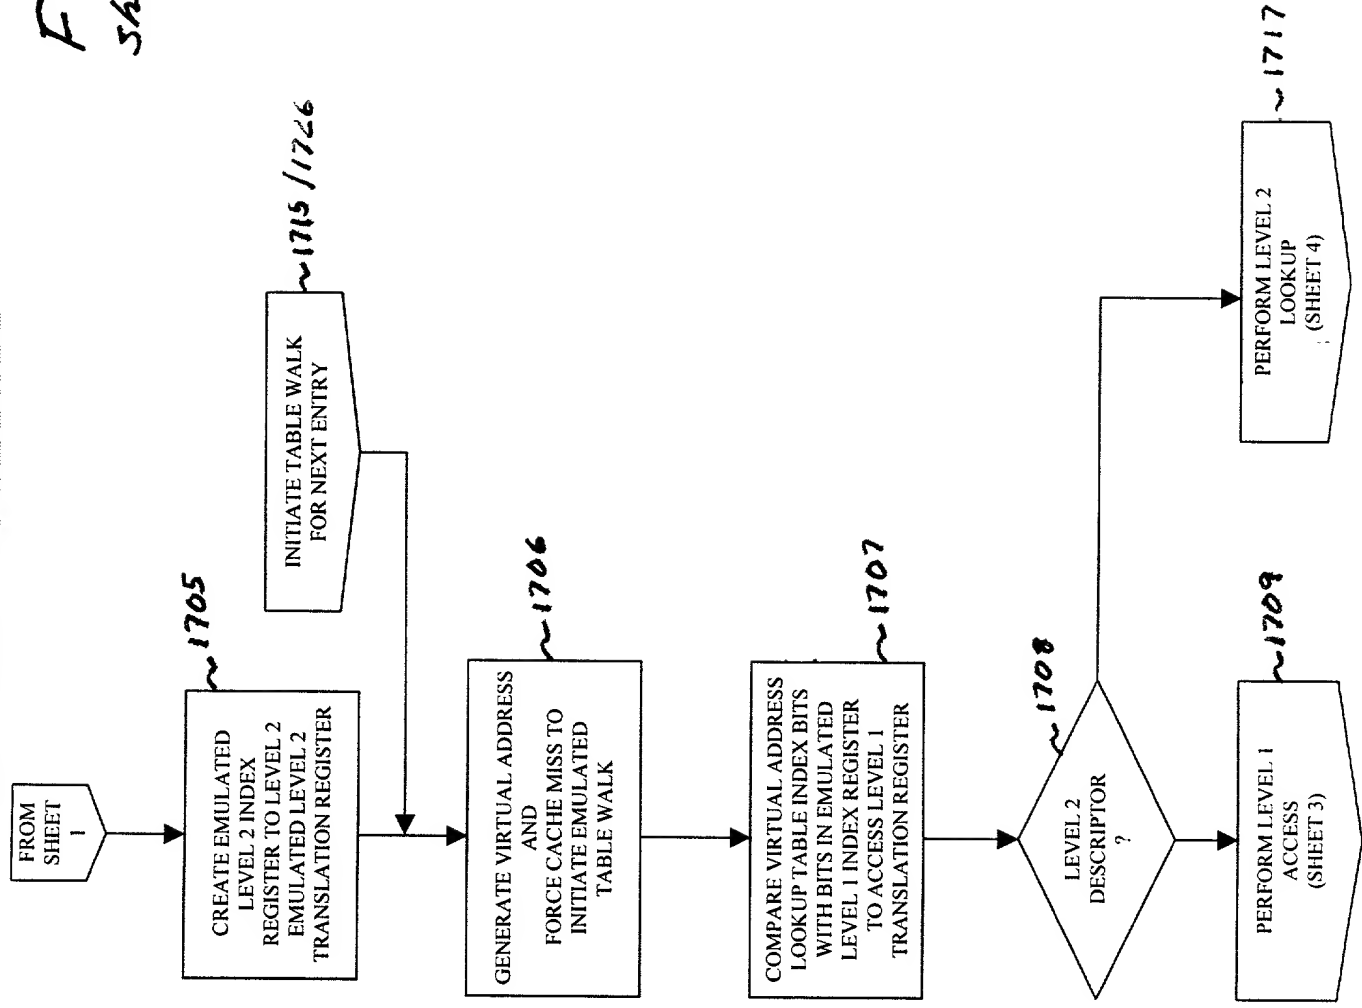 FROM
SHEET
1
CREATE EMULATED
LEVEL 2 INDEX
REGISTER TO LEVEL 2
EMULATED LEVEL 2
TRANSLATION REGISTER
~1705
INITIATE TABLE WALK
FOR NEXT ENTRY
~1715/1726
GENERATE VIRTUAL ADDRESS
AND
FORCE CACHE MISS TO
INITIATE EMULATED
TABLE WALK
~1706
COMPARE VIRTUAL ADDRESS
LOOKUP TABLE INDEX BITS
WITH BITS IN EMULATED
LEVEL 1 INDEX REGISTER
TO ACCESS LEVEL 1
TRANSLATION REGISTER
~1707
LEVEL 2
DESCRIPTOR
?
~1708
PERFORM LEVEL 1
ACCESS
(SHEET 3)
~1709
PERFORM LEVEL 2
LOOKUP
(SHEET 4)
~1717